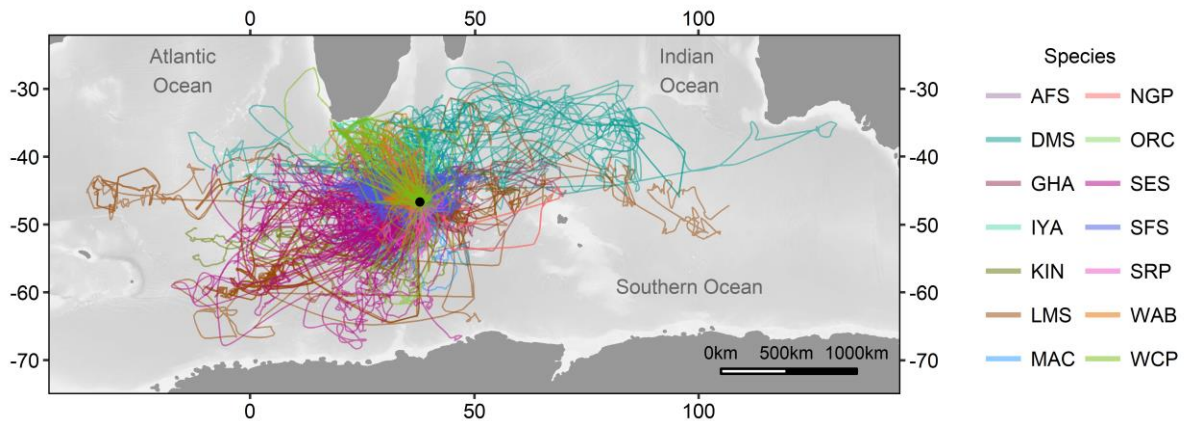 0 50 100
Atlantic
Ocean
Indian
Ocean
Species
-30 -30
AFS NGP
DMS ORC
-40 -40
GHA SES
-50 -50
IYA SFS
KIN SRP
-60 Southern Ocean -60
LMS WAB
0km 500km 1000km
MAC WCP
-70 -70
0 50 100